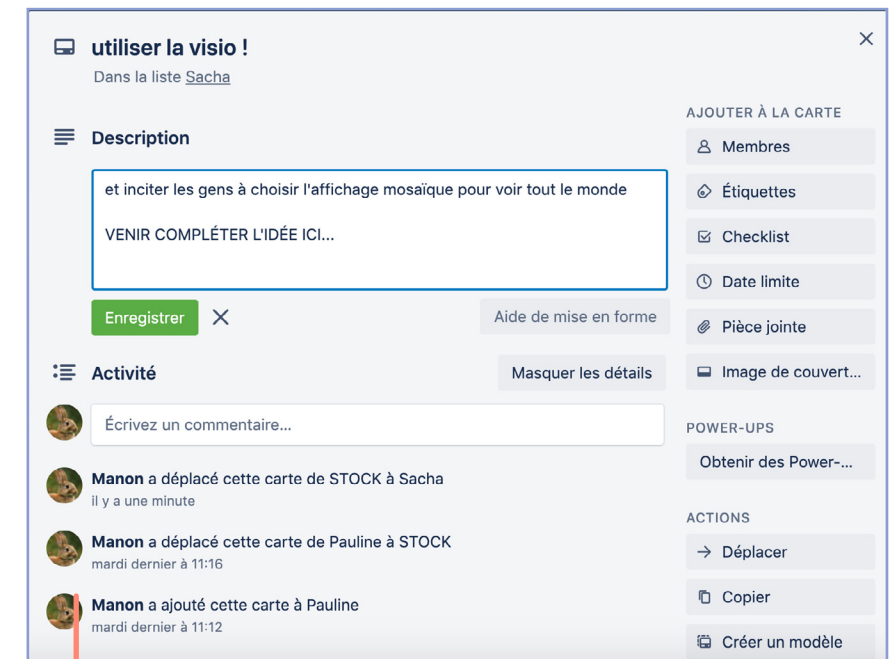 utiliser la visio !
Dans la liste Sacha
Description
et inciter les gens à choisir l'affichage mosaïque pour voir tout le monde
VENIR COMPLÉTER L'IDÉE ICI...
Enregistrer
Aide de mise en forme
Activité
Masquer les détails
Écrivez un commentaire...
Manon a déplacé cette carte de STOCK à Sacha
il y a une minute
Manon a déplacé cette carte de Pauline à STOCK
mardi dernier à 11:16
Manon a ajouté cette carte à Pauline
mardi dernier à 11:12
AJOUTER À LA CARTE
Membres
Étiquettes
Checklist
Date limite
Pièce jointe
Image de couvert...
POWER-UPS
Obtenir des Power-...
ACTIONS
Déplacer
Copier
Créer un modèle